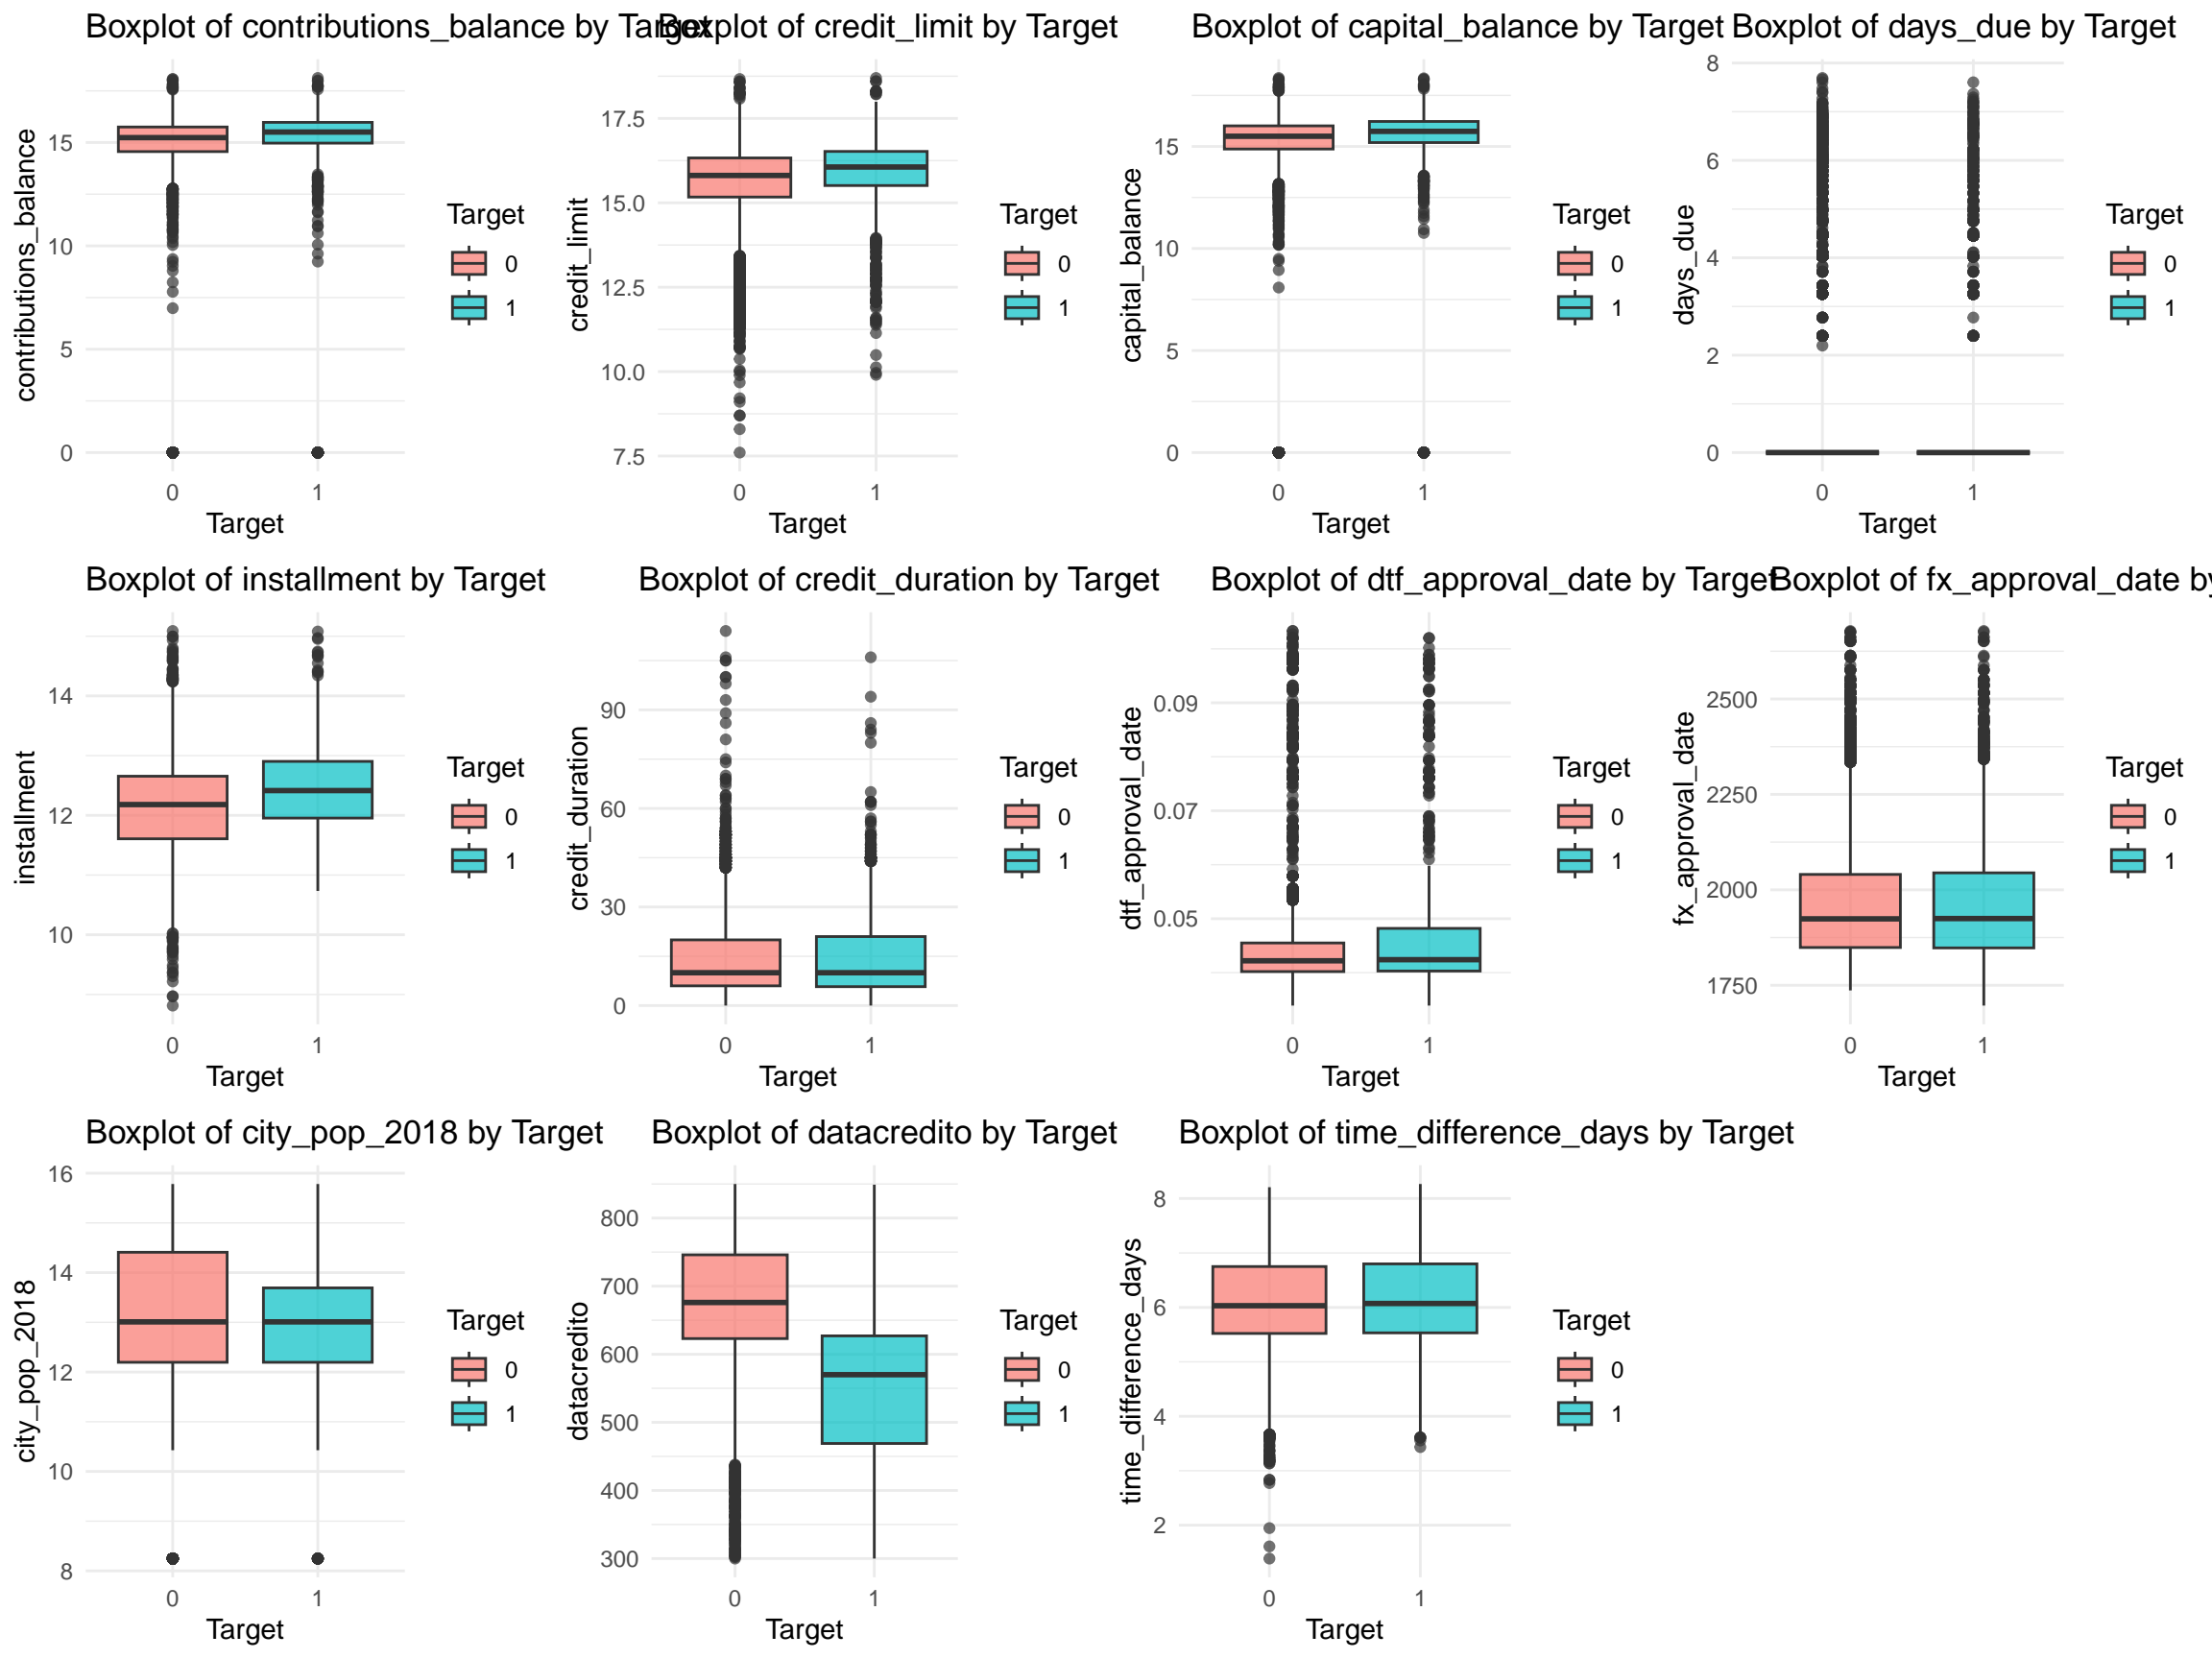 Boxplot of contributions_balance by Target
contributions_balance
15
10
5
0
0 1
Target
Target
0
1
Boxplot of credit_limit by Target
credit_limit
17.5
15.0
12.5
10.0
7.5
0 1
Target
Target
0
1
Boxplot of capital_balance by Target
capital_balance
15
10
5
0
0 1
Target
Target
0
1
Boxplot of days_due by Target
days_due
8
6
4
2
0
0 1
Target
Target
0
1
Boxplot of installment by Target
installment
14
12
10
0 1
Target
Target
0
1
Boxplot of credit_duration by Target
credit_duration
90
60
30
0
0 1
Target
Target
0
1
Boxplot of dtf_approval_date by Target
dtf_approval_date
0.09
0.07
0.05
0 1
Target
Target
0
1
Boxplot of fx_approval_date by
fx_approval_date
2500
2250
2000
1750
0 1
Target
Target
0
1
Boxplot of city_pop_2018 by Target
city_pop_2018
16
14
12
10
8
0 1
Target
Target
0
1
Boxplot of datacredito by Target
datacredito
800
700
600
500
400
300
0 1
Target
Target
0
1
Boxplot of time_difference_days by Target
time_difference_days
8
6
4
2
0 1
Target
Target
0
1